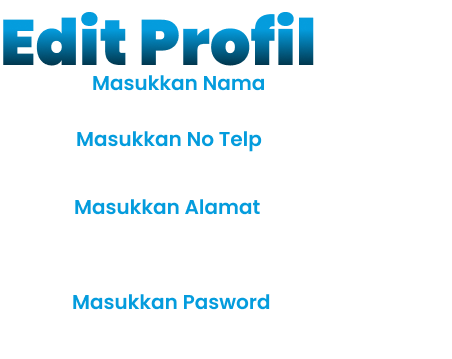 Edit Profil
Masukkan Nama
Masukkan No Telp
Masukkan Alamat
Masukkan Pasword